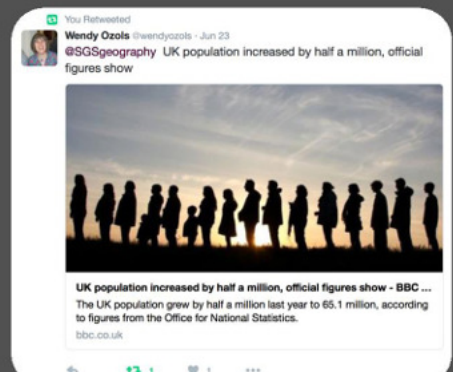 You Retweeted
Wendy Ozols @wendyozols · Jun 23
@SGSgeography UK population increased by half a million, official
figures show
UK population increased by half a million, official figures show - BBC ...
The UK population grew by half a million last year to 65.1 million, according
to figures from the Office for National Statistics.
bbc.co.uk
1 1